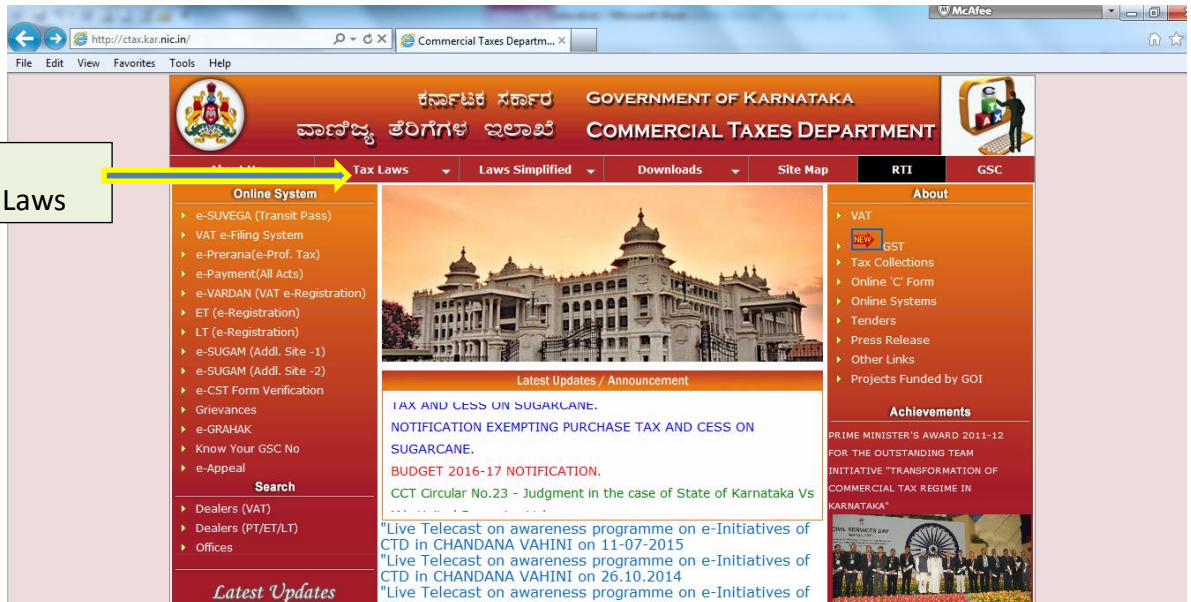 McAfee
http://ctax.kar.nic.in/
Commercial Taxes Departm...
File Edit View Favorites Tools Help
ಕರ್ನಾಟಕ ಸರ್ಕಾರ GOVERNMENT OF KARNATAKA
ವಾಣಿಜ್ಯ ತೆರಿಗೆಗಳ ಇಲಾಖೆ COMMERCIAL TAXES DEPARTMENT
Laws
Tax Laws Laws Simplified Downloads Site Map RTI GSC
Online System
e-SUVEGA (Transit Pass)
VAT e-Filing System
e-Prerana(e-Prof. Tax)
e-Payment(All Acts)
e-VARDAN (VAT e-Registration)
ET (e-Registration)
LT (e-Registration)
e-SUGAM (Addl. Site -1)
e-SUGAM (Addl. Site -2)
e-CST Form Verification
Grievances
e-GRAHAK
Know Your GSC No
e-Appeal
Search
Dealers (VAT)
Dealers (PT/ET/LT)
Offices
Latest Updates
Latest Updates / Announcement
TAX AND CESS ON SUGARCANE.
NOTIFICATION EXEMPTING PURCHASE TAX AND CESS ON
SUGARCANE.
BUDGET 2016-17 NOTIFICATION.
CCT Circular No.23 - Judgment in the case of State of Karnataka Vs
"Live Telecast on awareness programme on e-Initiatives of
CTD in CHANDANA VAHINI on 11-07-2015
"Live Telecast on awareness programme on e-Initiatives of
CTD in CHANDANA VAHINI on 26.10.2014
"Live Telecast on awareness programme on e-Initiatives of
About
VAT
NEW GST
Tax Collections
Online 'C' Form
Online Systems
Tenders
Press Release
Other Links
Projects Funded by GOI
Achievements
PRIME MINISTER'S AWARD 2011-12
FOR THE OUTSTANDING TEAM
INITIATIVE "TRANSFORMATION OF
COMMERCIAL TAX REGIME IN
KARNATAKA"